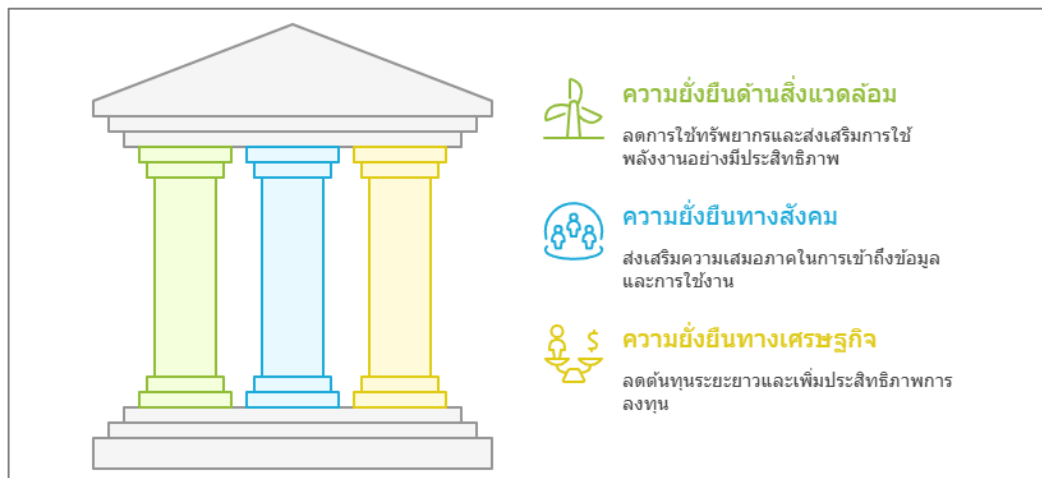 ความยั่งยืนด้านสิ่งแวดล้อม
ลดการใช้ทรัพยากรและส่งเสริมการใช้
พลังงานอย่างมีประสิทธิภาพ
ความยั่งยืนทางสังคม
ส่งเสริมความเสมอภาคในการเข้าถึงข้อมูล
และการใช้งาน
$
ความยั่งยืนทางเศรษฐกิจ
ลดต้นทุนระยะยาวและเพิ่มประสิทธิภาพการ
ลงทุน